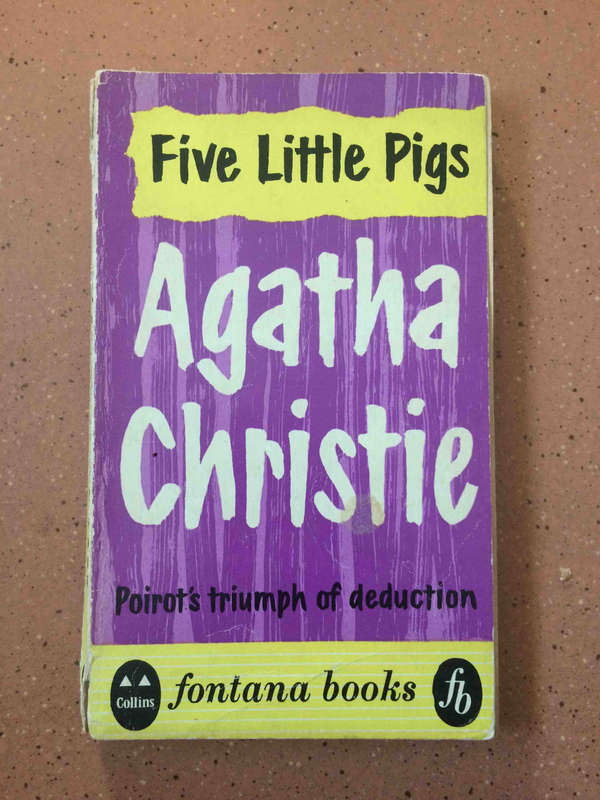 Five Little Pigs
Agatha
Christie
Poirot's triumph of deduction
Collins
fontana books
fb